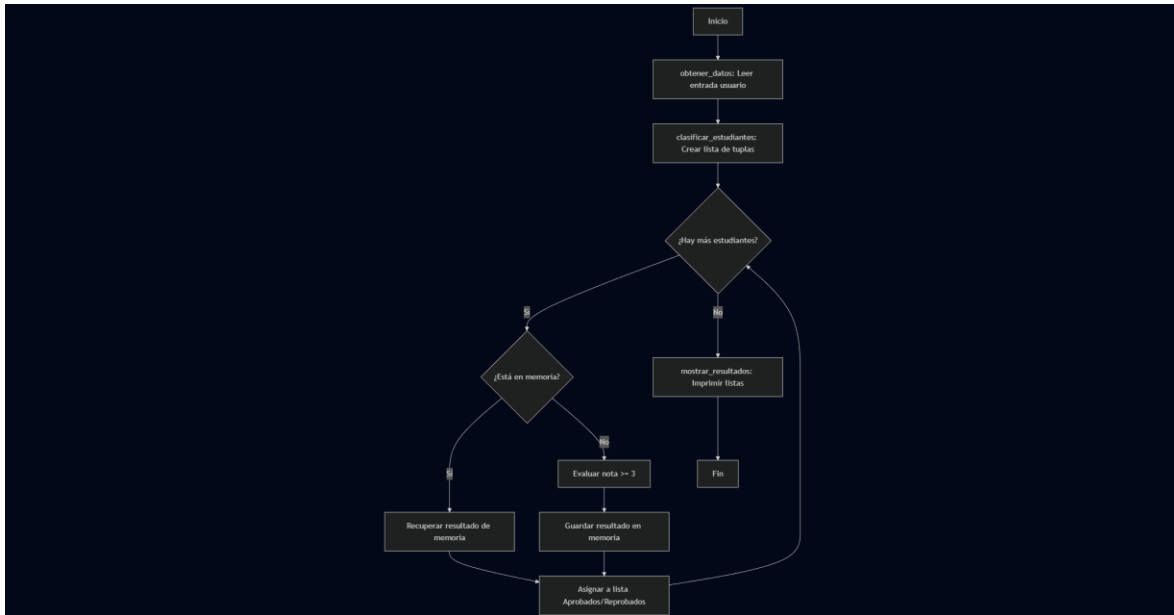 Inicio
obtener_datos: Leer
entrada usuario
clasificar_estudiantes:
Crear lista de tuplas
¿Hay más estudiantes?
Sí
No
¿Está en memoria?
mostrar_resultados:
Imprimir listas
Sí
No
Evaluar nota >= 3
Fin
Recuperar resultado de
memoria
Guardar resultado en
memoria
Asignar a lista
Aprobados/Reprobados